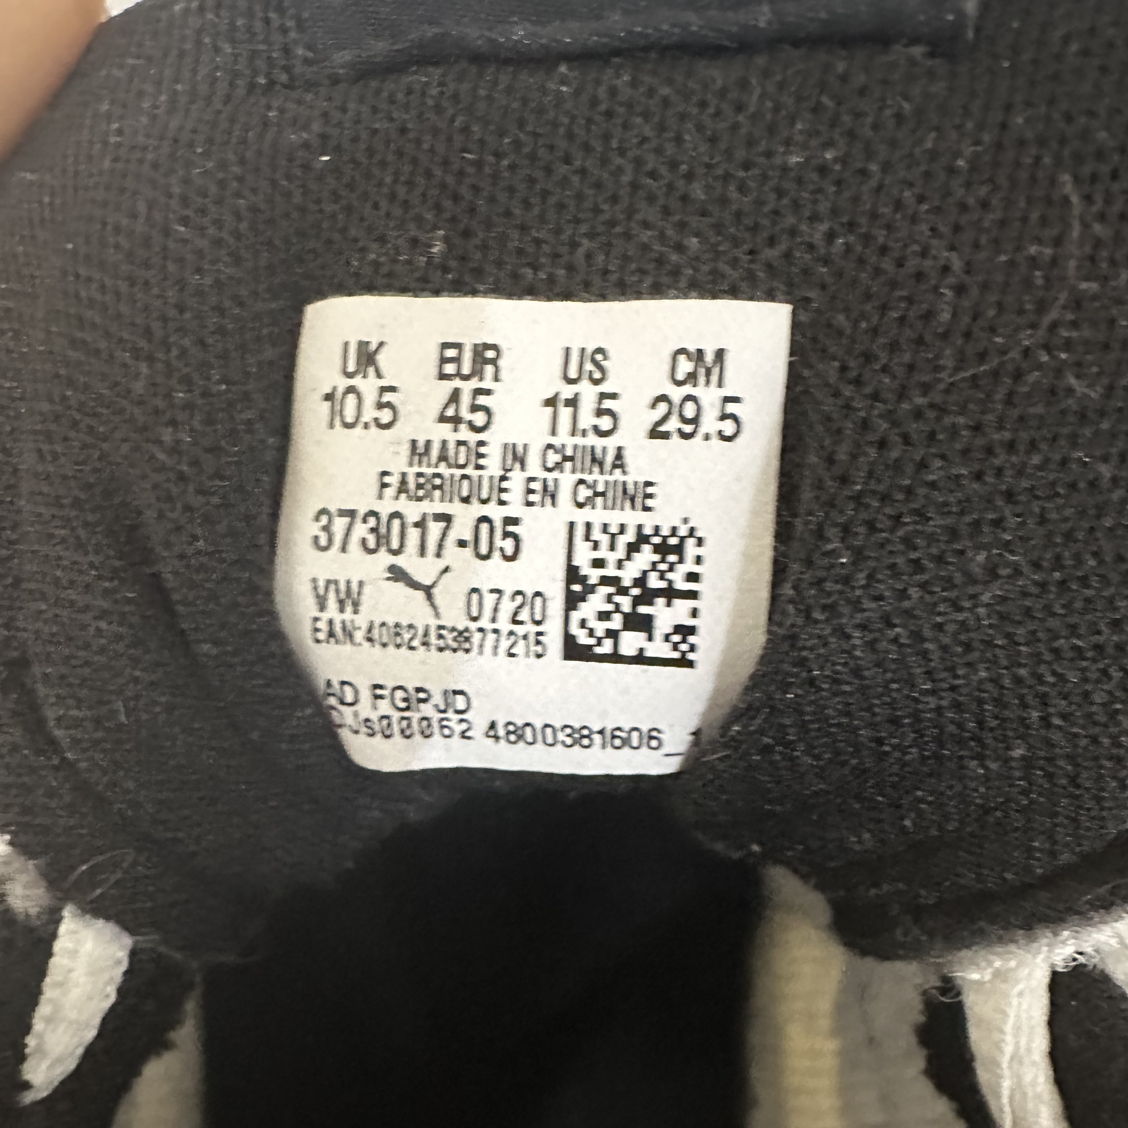 UK EUR US CM
10.5 45 11.5 29.5
MADE IN CHINA
FABRIQUÉ EN CHINE
373017-05
VW 0720
EAN:4062453877215
AD FGPJD
DJs00062 4800381606_1